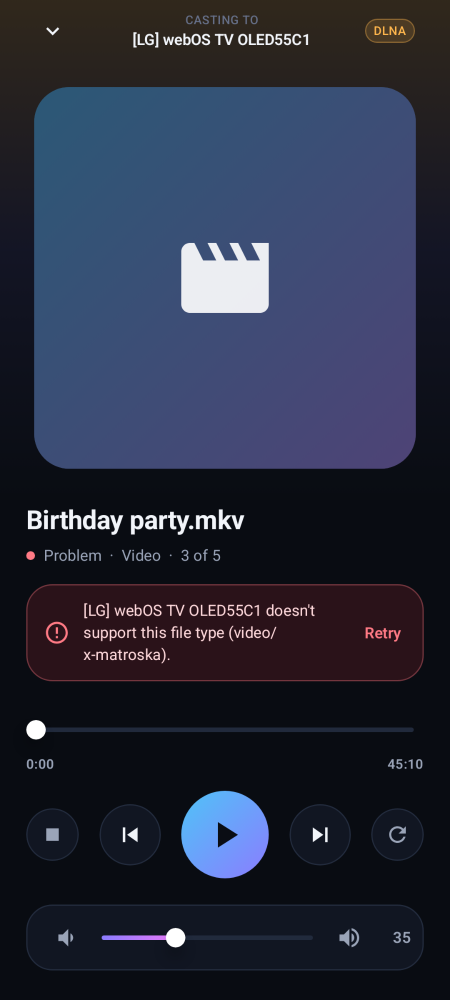 CASTING TO
[LG] webOS TV OLED55C1
DLNA
Birthday party.mkv
Problem · Video · 3 of 5
[LG] webOS TV OLED55C1 doesn't
support this file type (video/
x-matroska).
Retry
0:00
45:10
35